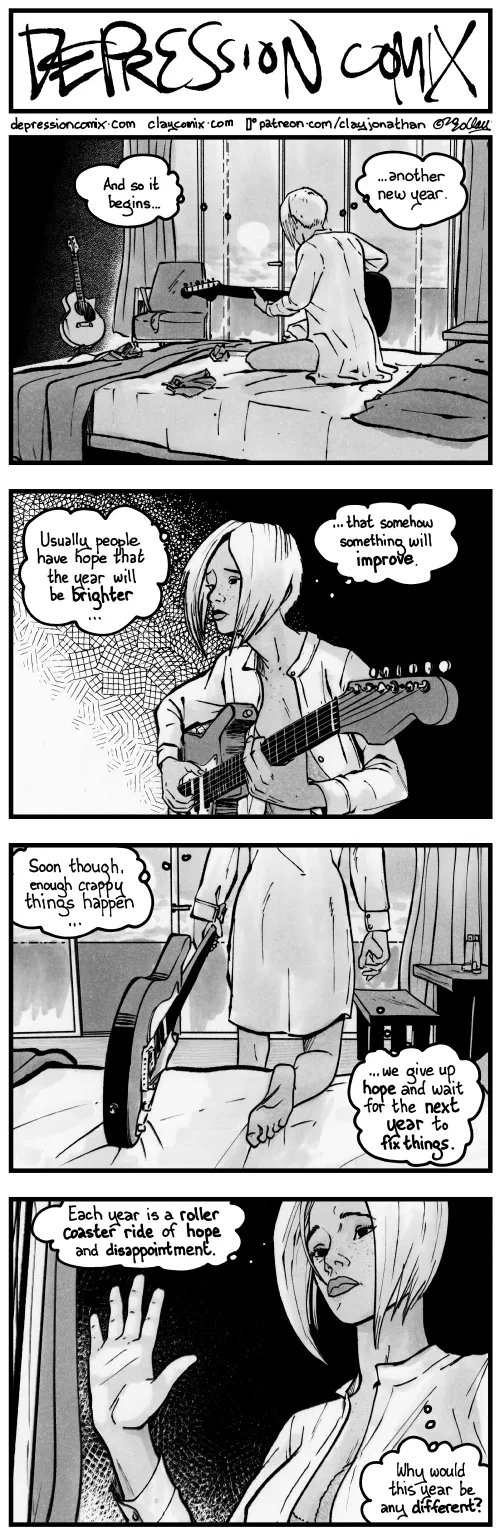 DEPRESSION COMIX
depressioncomix.com claycomix.com patreon.com/clayjonathan ©
And so it
begins...
...another
new year.
Usually people
have hope that
the year will
be brighter
...
...that somehow
something will
improve.
Soon though,
enough crappy
things happen
...
...we give up
hope and wait
for the next
year to
fix things.
Each year is a roller
coaster ride of hope
and disappointment.
Why would
this year be
any different?